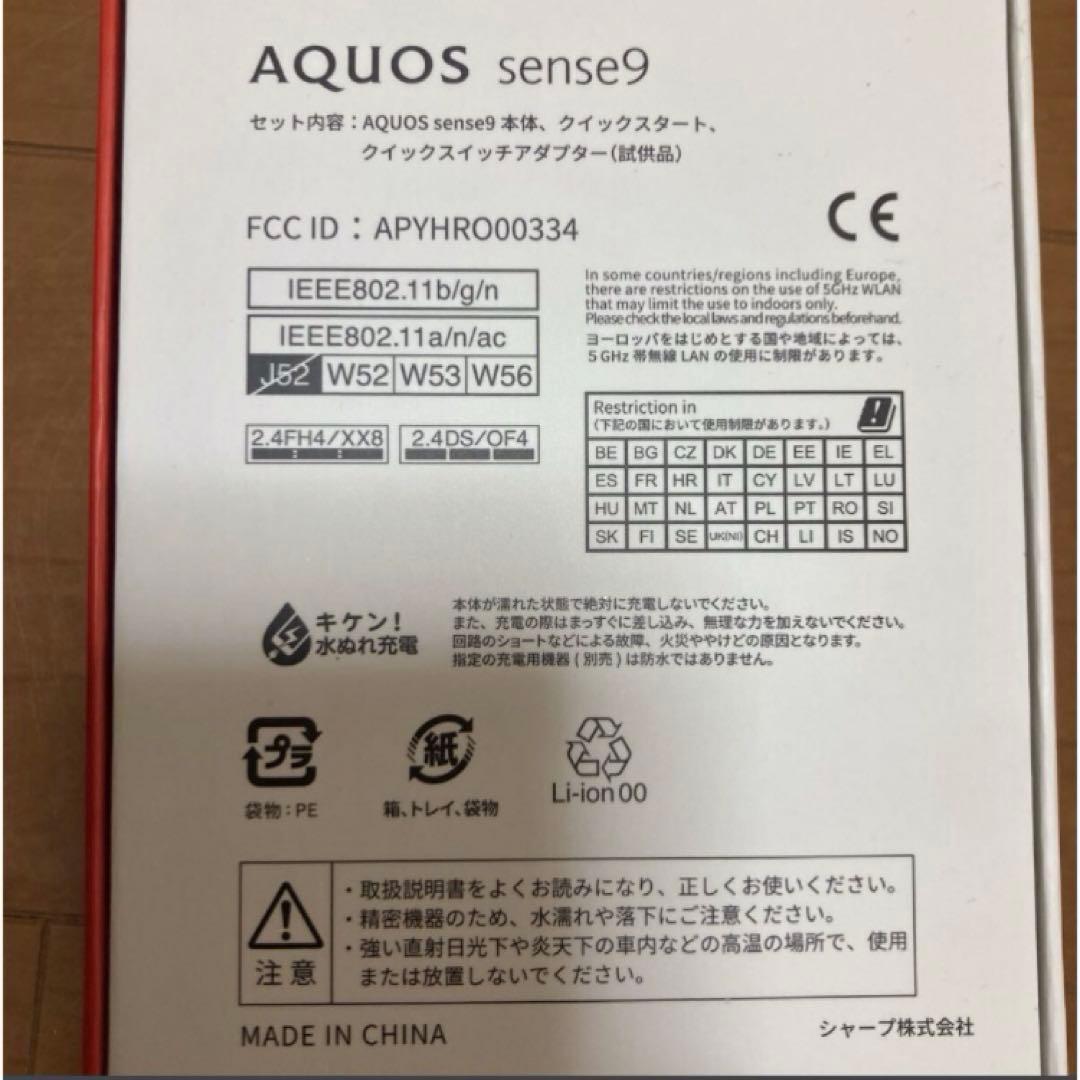 AQUOS sense9
セット内容：AQUOS sense9 本体、クイックスタート、
クイックスイッチアダプター（試供品）
FCC ID：APYHRO00334
CE
IEEE802.11b/g/n
IEEE802.11a/n/ac
J52 W52 W53 W56
2.4FH4/XX8 2.4DS/OF4
In some countries/regions including Europe,
there are restrictions on the use of 5GHz WLAN
that may limit the use to indoors only.
Please check the local laws and regulations beforehand.
ヨーロッパをはじめとする国や地域によっては、
5GHz 帯無線 LAN の使用に制限があります。
Restriction in
（下記の国において使用制限があります。）
BE BG CZ DK DE EE IE EL
ES FR HR IT CY LV LT LU
HU MT NL AT PL PT RO SI
SK FI SE UK(NI) CH LI IS NO
キケン！
水ぬれ充電
本体が濡れた状態で絶対に充電しないでください。
また、充電の際はまっすぐに差し込み、無理な力を加えないでください。
回路のショートなどによる故障、火災ややけどの原因となります。
指定の充電用機器（別売）は防水ではありません。
プラ
袋物：PE
紙
箱、トレイ、袋物
Li-ion 00
注意
・取扱説明書をよくお読みになり、正しくお使いください。
・精密機器のため、水濡れや落下にご注意ください。
・強い直射日光下や炎天下の車内などの高温の場所で、使用
または放置しないでください。
MADE IN CHINA
シャープ株式会社